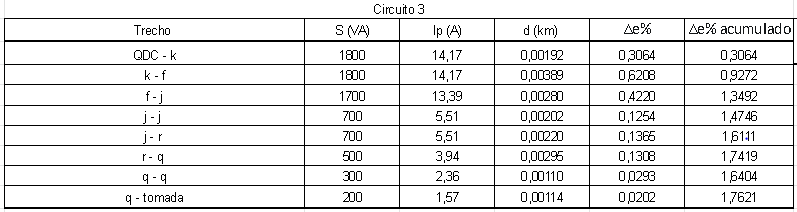 Circuito 3
Trecho S (VA) Ip (A) d (km) Δe% Δe% acumulado
QDC - k 1800 14,17 0,00192 0,3064 0,3064
k - f 1800 14,17 0,00389 0,6208 0,9272
f - j 1700 13,39 0,00280 0,4220 1,3492
j - j 700 5,51 0,00202 0,1254 1,4746
j - r 700 5,51 0,00220 0,1365 1,6111
r - q 500 3,94 0,00295 0,1308 1,7419
q - q 300 2,36 0,00110 0,0293 1,6404
q - tomada 200 1,57 0,00114 0,0202 1,7621